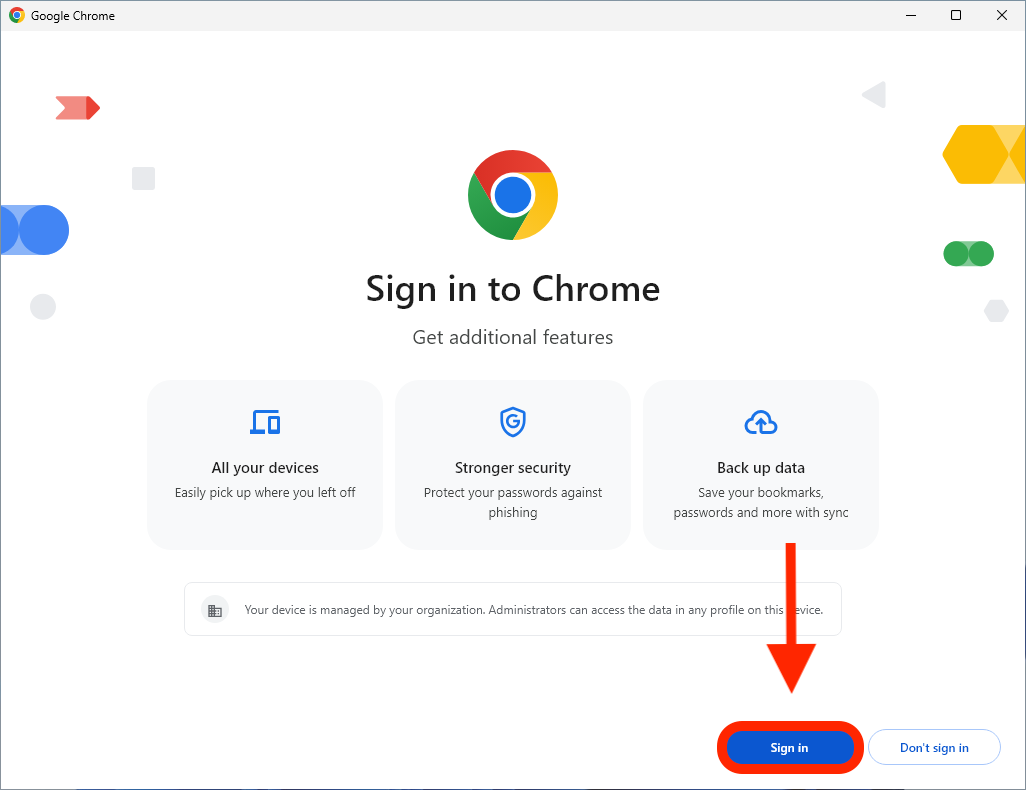 Google Chrome
Sign in to Chrome
Get additional features
All your devices
Easily pick up where you left off
Stronger security
Protect your passwords against
phishing
Back up data
Save your bookmarks,
passwords and more with sync
Your device is managed by your organization. Administrators can access the data in any profile on this device.
Sign in
Don't sign in